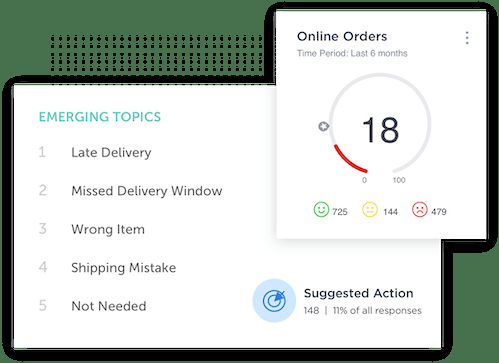 Online Orders
Time Period: Last 6 months
18
0 100
725 144 479
EMERGING TOPICS
1 Late Delivery
2 Missed Delivery Window
3 Wrong Item
4 Shipping Mistake
5 Not Needed
Suggested Action
148 | 11% of all responses